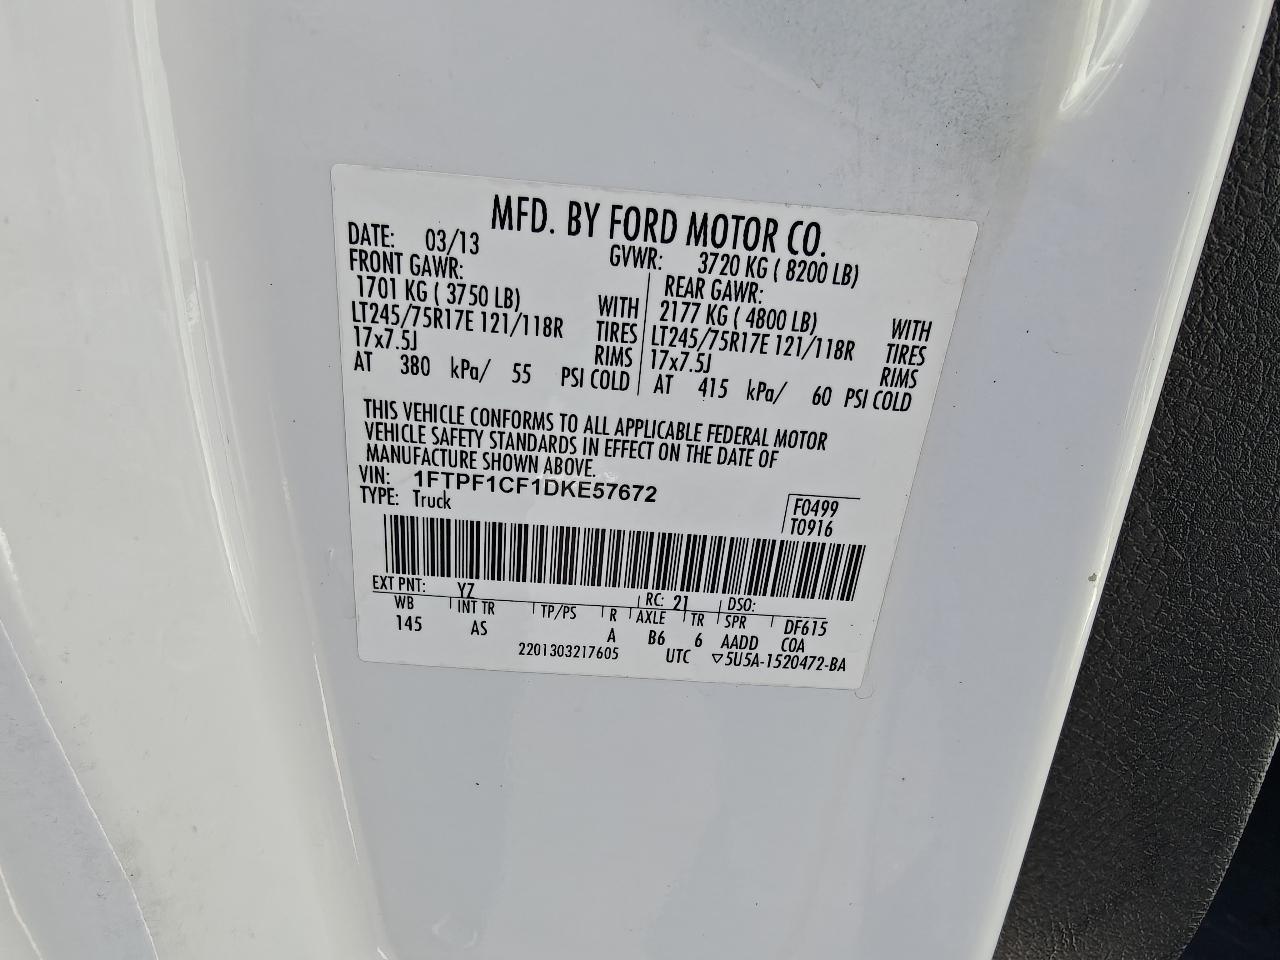 MFD. BY FORD MOTOR CO.
DATE: 03/13 GVWR: 3720 KG ( 8200 LB)
FRONT GAWR: REAR GAWR:
1701 KG ( 3750 LB) WITH 2177 KG ( 4800 LB) WITH
LT245/75R17E 121/118R TIRES LT245/75R17E 121/118R TIRES
17x7.5J RIMS 17x7.5J RIMS
AT 380 kPa/ 55 PSI COLD AT 415 kPa/ 60 PSI COLD
THIS VEHICLE CONFORMS TO ALL APPLICABLE FEDERAL MOTOR
VEHICLE SAFETY STANDARDS IN EFFECT ON THE DATE OF
MANUFACTURE SHOWN ABOVE.
VIN: 1FTPF1CF1DKE57672
TYPE: Truck
F0499
T0916
EXT PNT: YZ RC: 21 DSO:
WB INT TR TP/PS R AXLE TR SPR DF615
145 AS A B6 6 AADD C0A
2201303217605 UTC ▽5U5A-1520472-BA